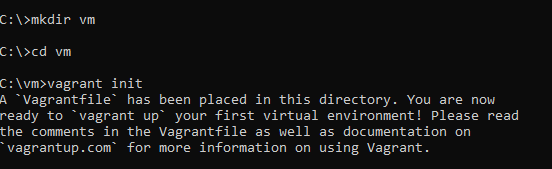 C:\>mkdir vm
C:\>cd vm
C:\vm>vagrant init
A `Vagrantfile` has been placed in this directory. You are now
ready to `vagrant up` your first virtual environment! Please read
the comments in the Vagrantfile as well as documentation on
`vagrantup.com` for more information on using Vagrant.